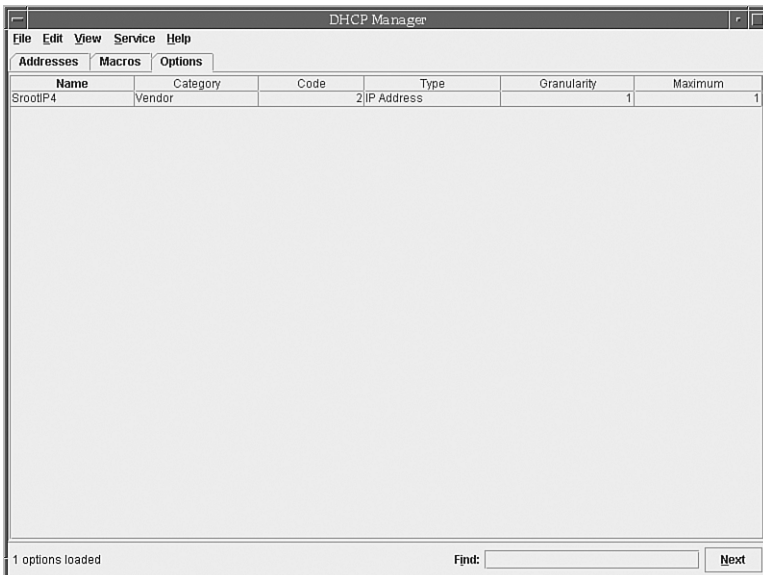 DHCP Manager
File Edit View Service Help
Addresses Macros Options
Name Category Code Type Granularity Maximum
SrootIP4 Vendor 2 IP Address 1 1
1 options loaded Find: Next